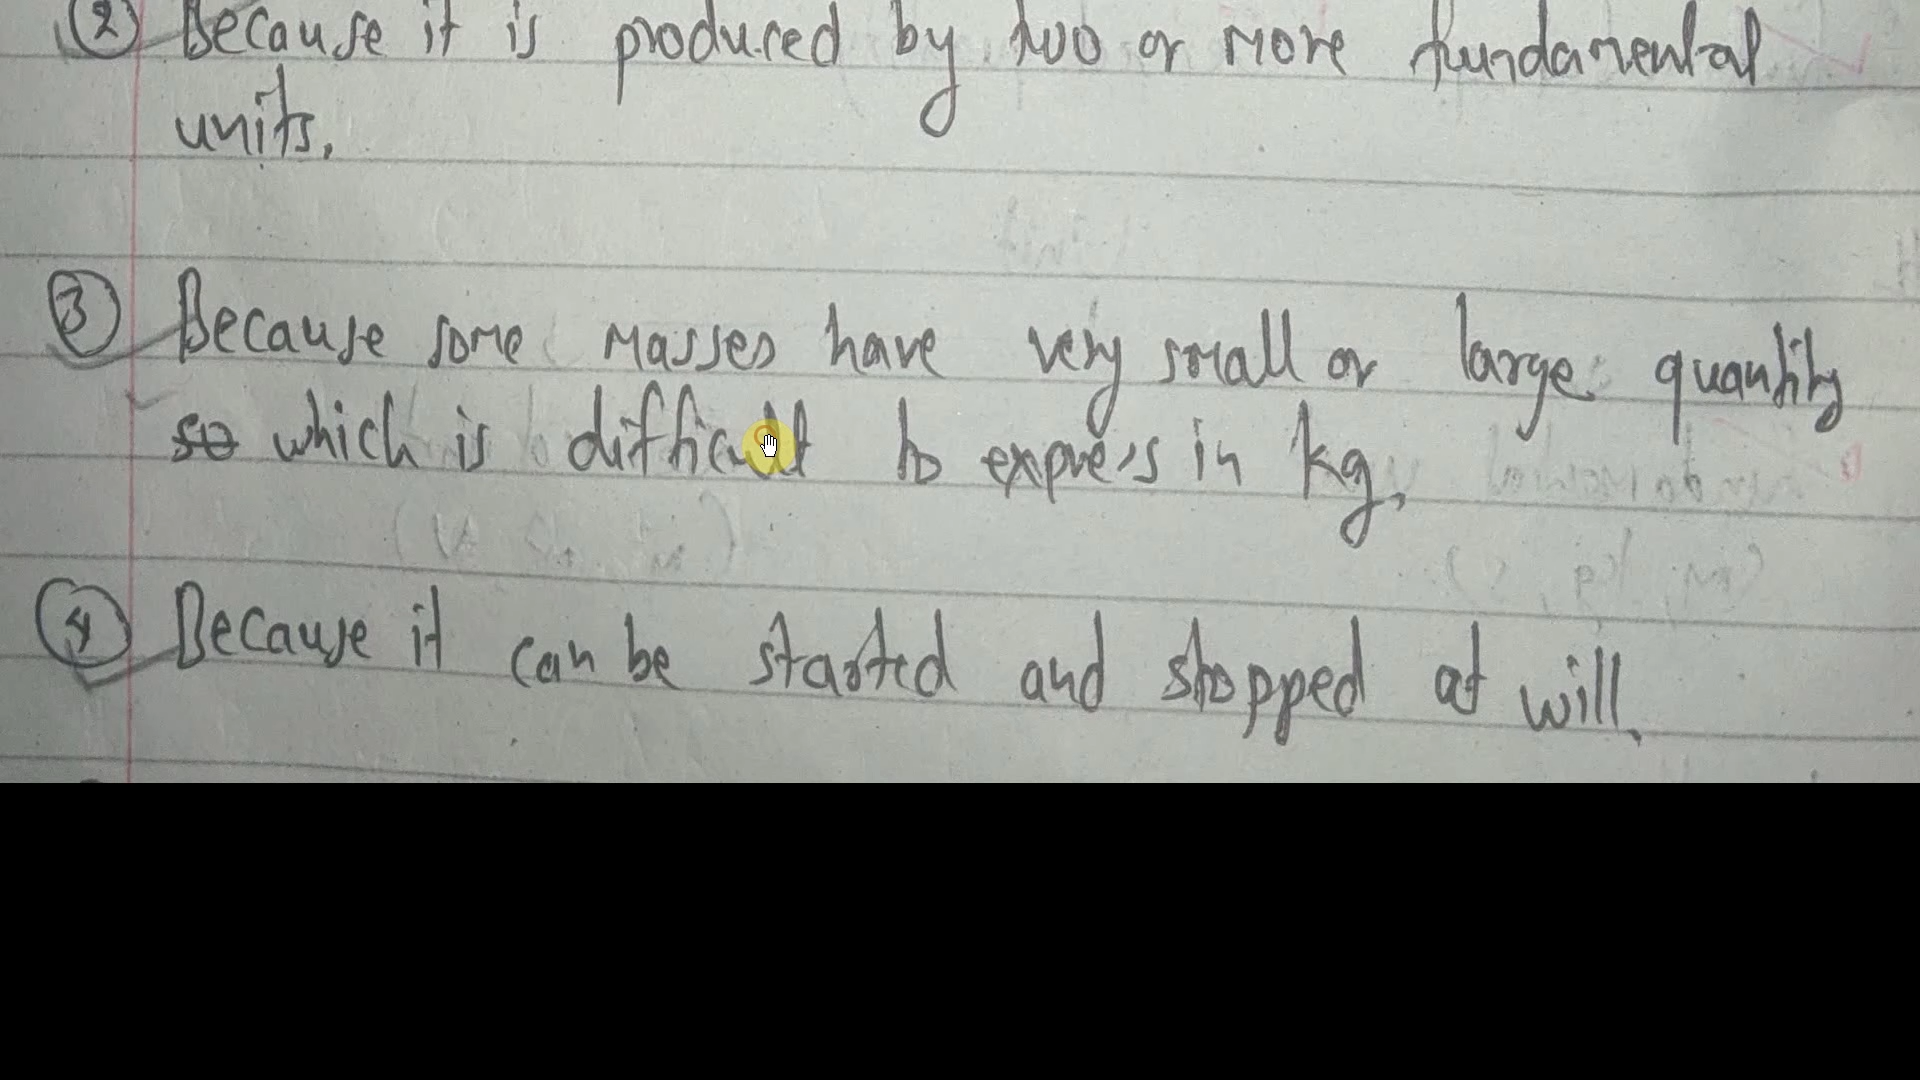 ② Because it is produced by two or more fundamental
units.
③ Because some masses have very small or large quantity
so which is difficult to express in kg.
④ Because it can be started and stopped at will.